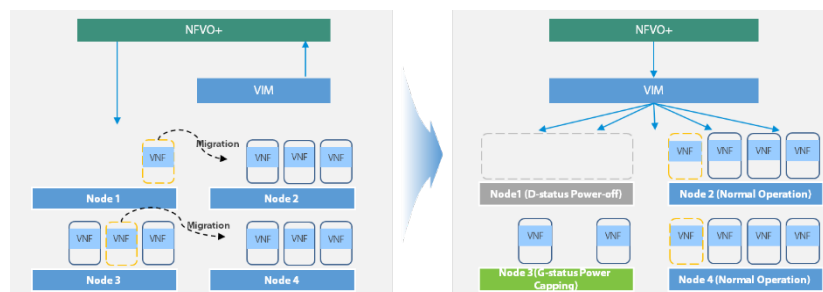 NFVO+
VIM
VNF
Migration
VNF VNF VNF
Node 1
Node 2
Migration
VNF VNF VNF
VNF VNF VNF
Node 3
Node 4
NFVO+
VIM
VNF VNF VNF VNF
Node1 (D-status Power-off)
Node 2 (Normal Operation)
VNF VNF
VNF VNF VNF VNF
Node 3(G-status Power
Capping)
Node 4 (Normal Operation)